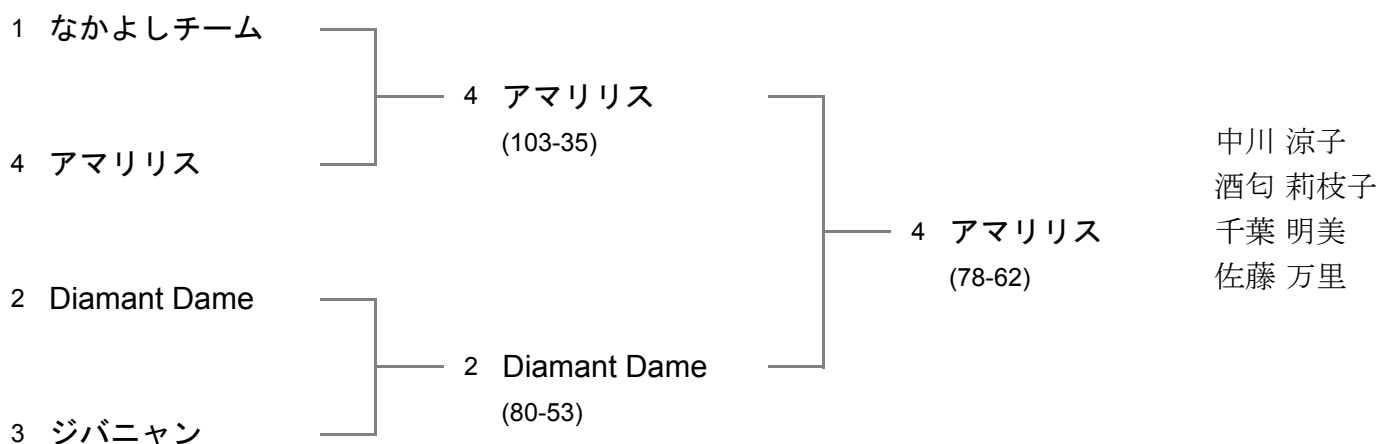 1 なかよしチーム
4 アマリリス
(103-35)
4 アマリリス
中川 涼子
酒匂 莉枝子
4 アマリリス
千葉 明美
(78-62)
佐藤 万里
2 Diamant Dame
2 Diamant Dame
(80-53)
3 ジバニャン